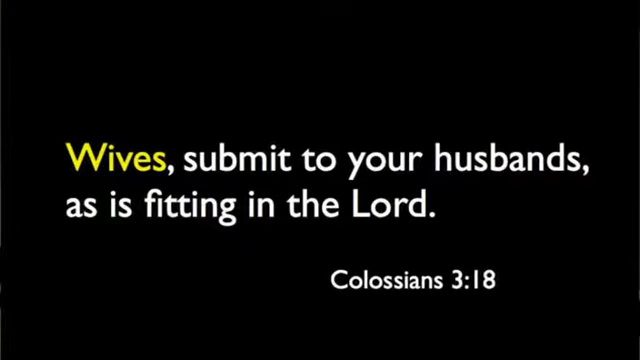 Wives, submit to your husbands,
as is fitting in the Lord.
Colossians 3:18